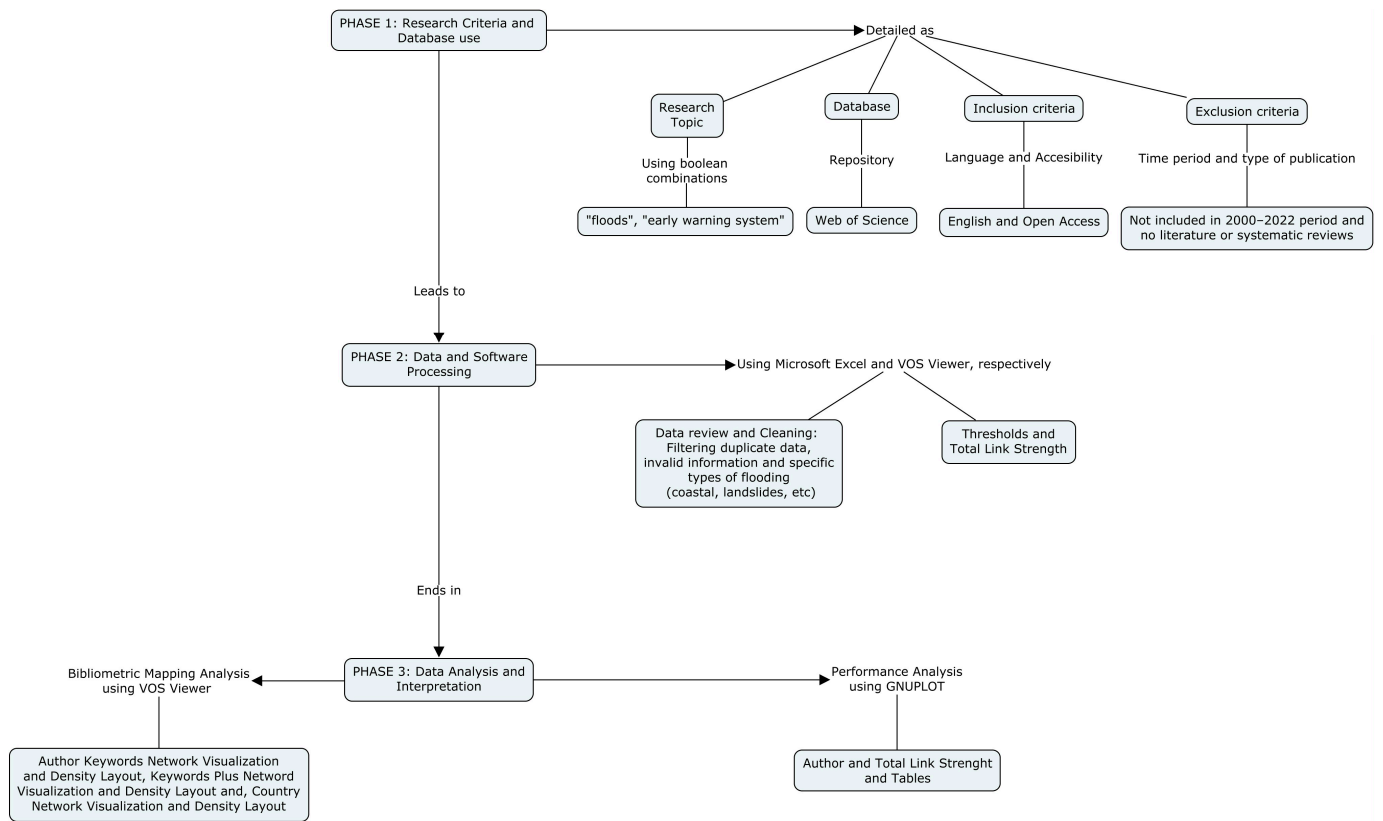 PHASE 1: Research Criteria and
Database use
Detailed as
Research
Topic
Database
Inclusion criteria
Exclusion criteria
Using boolean
combinations
Repository
Language and Accesibility
Time period and type of publication
"floods", "early warning system"
Web of Science
English and Open Access
Not included in 2000–2022 period and
no literature or systematic reviews
Leads to
PHASE 2: Data and Software
Processing
Using Microsoft Excel and VOS Viewer, respectively
Data review and Cleaning:
Filtering duplicate data,
invalid information and specific
types of flooding
(coastal, landslides, etc)
Thresholds and
Total Link Strength
Ends in
PHASE 3: Data Analysis and
Interpretation
Bibliometric Mapping Analysis
using VOS Viewer
Performance Analysis
using GNUPLOT
Author Keywords Network Visualization
and Density Layout, Keywords Plus Netword
Visualization and Density Layout and, Country
Network Visualization and Density Layout
Author and Total Link Strenght
and Tables